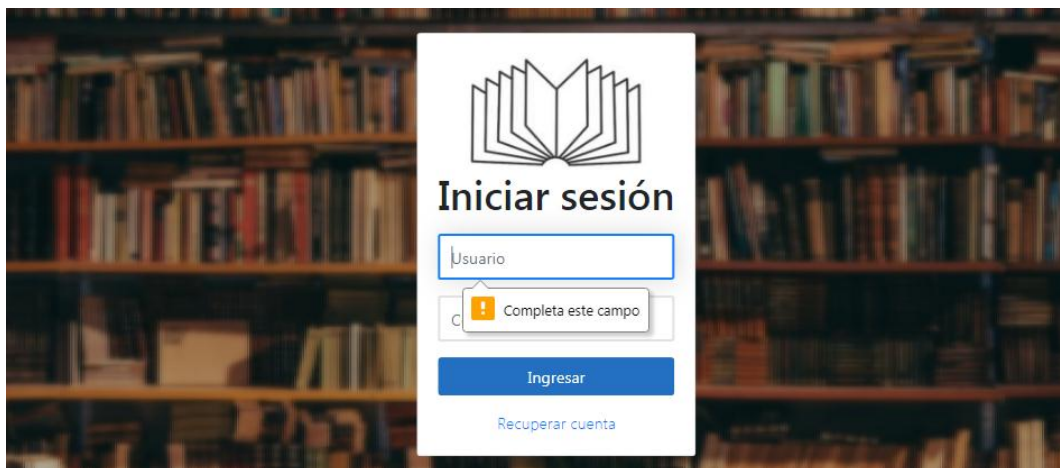 Iniciar sesión
Usuario
Completa este campo
Ingresar
Recuperar cuenta